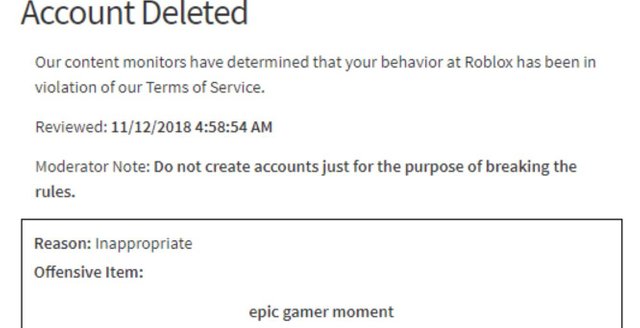 Account Deleted
Our content monitors have determined that your behavior at Roblox has been in
violation of our Terms of Service.
Reviewed: 11/12/2018 4:58:54 AM
Moderator Note: Do not create accounts just for the purpose of breaking the
rules.
Reason: Inappropriate
Offensive Item:
epic gamer moment